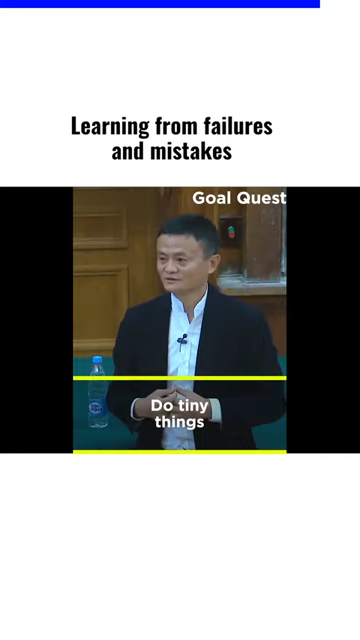 Learning from failures
and mistakes
Goal Quest
Do tiny
things